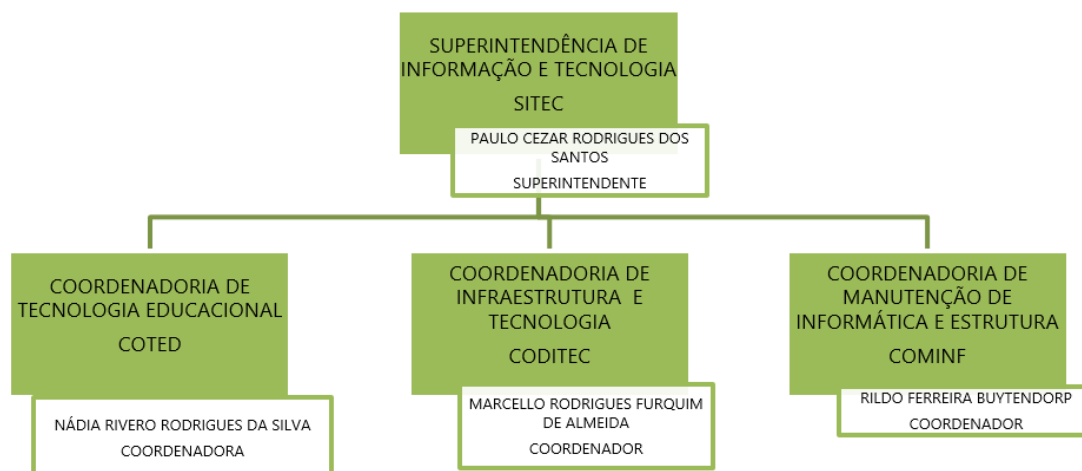 SUPERINTENDÊNCIA DE
INFORMAÇÃO E TECNOLOGIA
SITEC
PAULO CEZAR RODRIGUES DOS
SANTOS
SUPERINTENDENTE
COORDENADORIA DE
TECNOLOGIA EDUCACIONAL
COTED
NÁDIA RIVERO RODRIGUES DA SILVA
COORDENADORA
COORDENADORIA DE
INFRAESTRUTURA E
TECNOLOGIA
CODITEC
MARCELLO RODRIGUES FURQUIM
DE ALMEIDA
COORDENADOR
COORDENADORIA DE
MANUTENÇÃO DE
INFORMÁTICA E ESTRUTURA
COMINF
RILDO FERREIRA BUYTENDORP
COORDENADOR